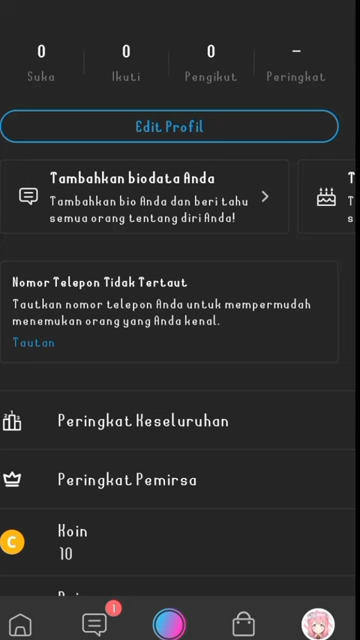 0 0 0 –
Suka Ikuti Pengikut Peringkat
Edit Profil
Tambahkan biodata Anda
Tambahkan bio Anda dan beri tahu
semua orang tentang diri Anda!
Nomor Telepon Tidak Tertaut
Tautkan nomor telepon Anda untuk mempermudah
menemukan orang yang Anda kenal.
Tautan
Peringkat Keseluruhan
Peringkat Pemirsa
C
Koin
10
1